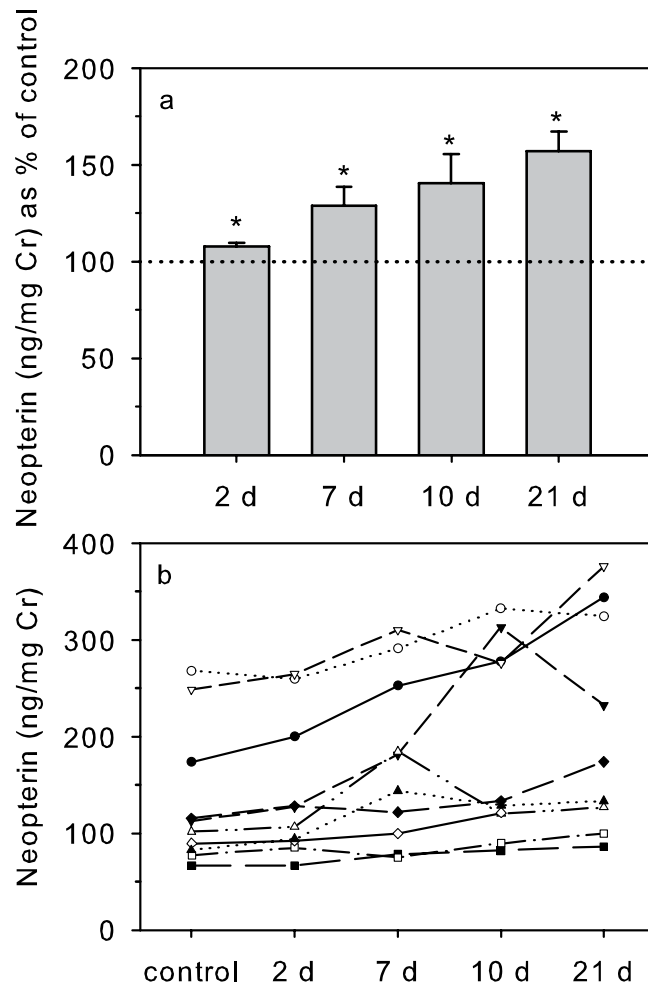 Neopterin (ng/mg Cr) as % of control
200
150
100
50
0
a
*
*
*
*
2 d
7 d
10 d
21 d
Neopterin (ng/mg Cr)
400
300
200
100
0
b
control
2 d
7 d
10 d
21 d